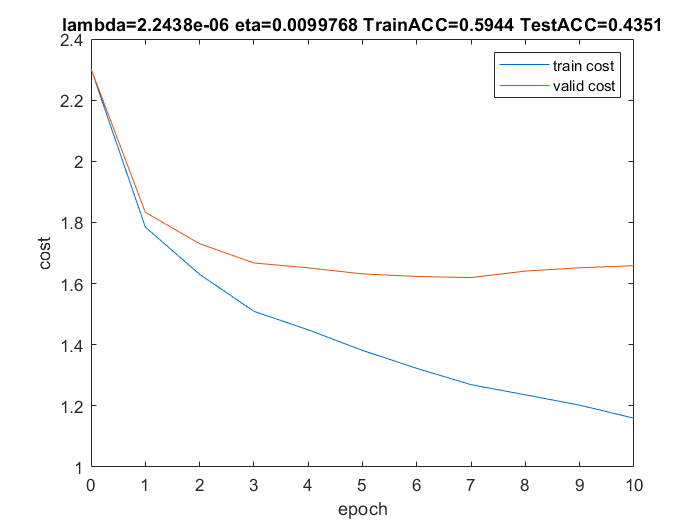 lambda=2.2438e-06 eta=0.0099768 TrainACC=0.5944 TestACC=0.4351
train cost
valid cost
2.4
2.2
2
1.8
1.6
1.4
1.2
1
cost
0 1 2 3 4 5 6 7 8 9 10
epoch